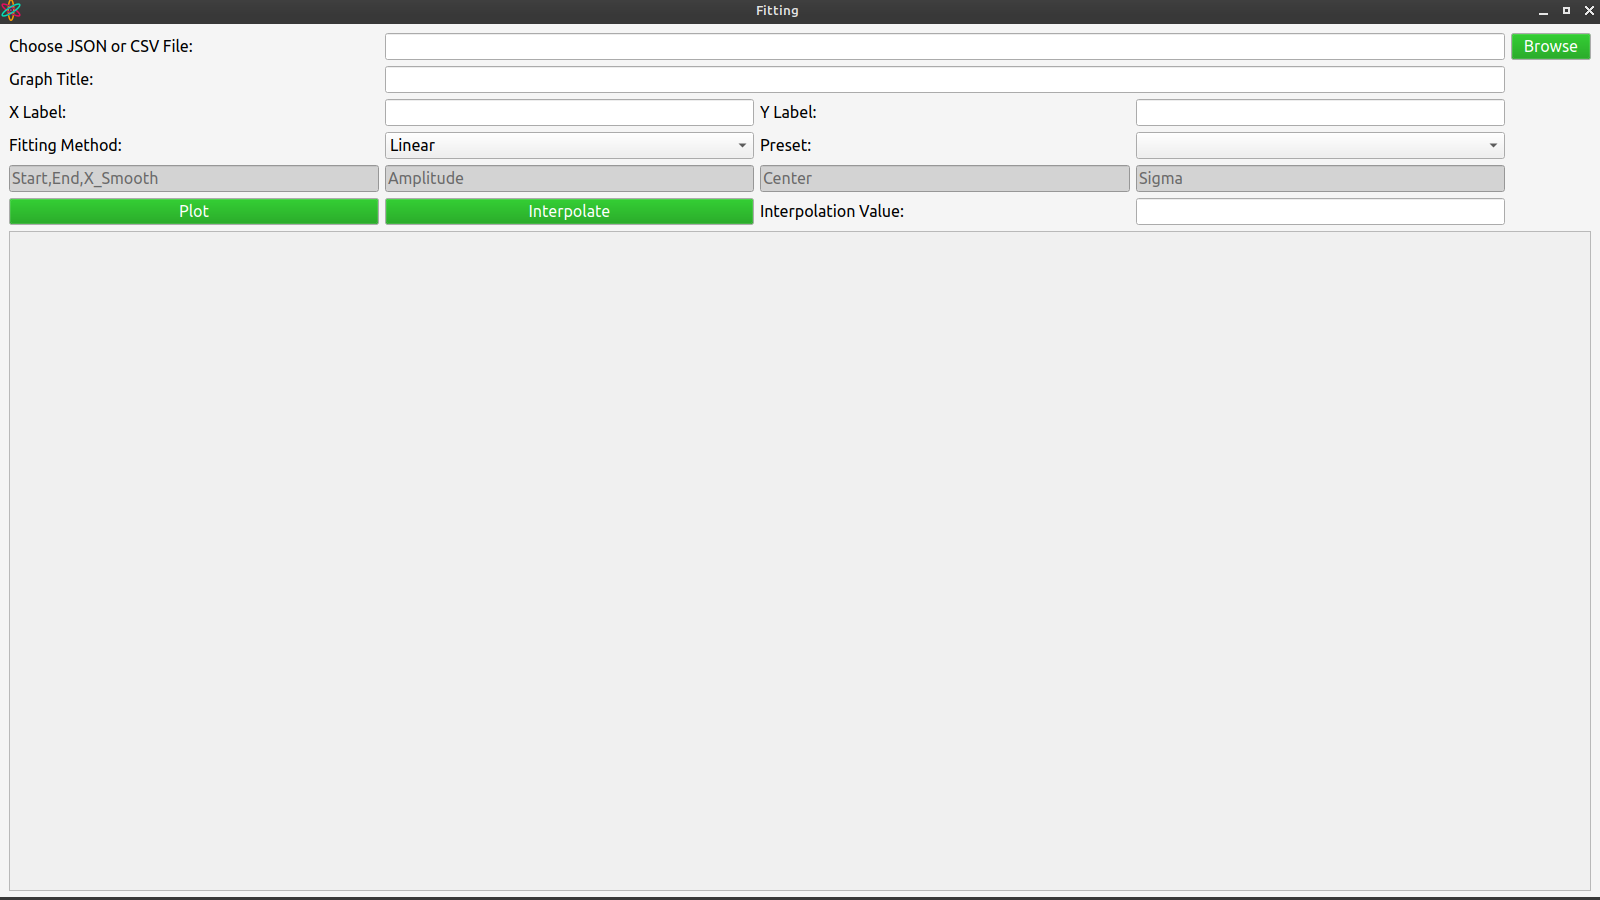 Fitting
Choose JSON or CSV File: Browse
Graph Title:
X Label: Y Label:
Fitting Method: Linear Preset:
Start,End,X_Smooth Amplitude Center Sigma
Plot Interpolate Interpolation Value: